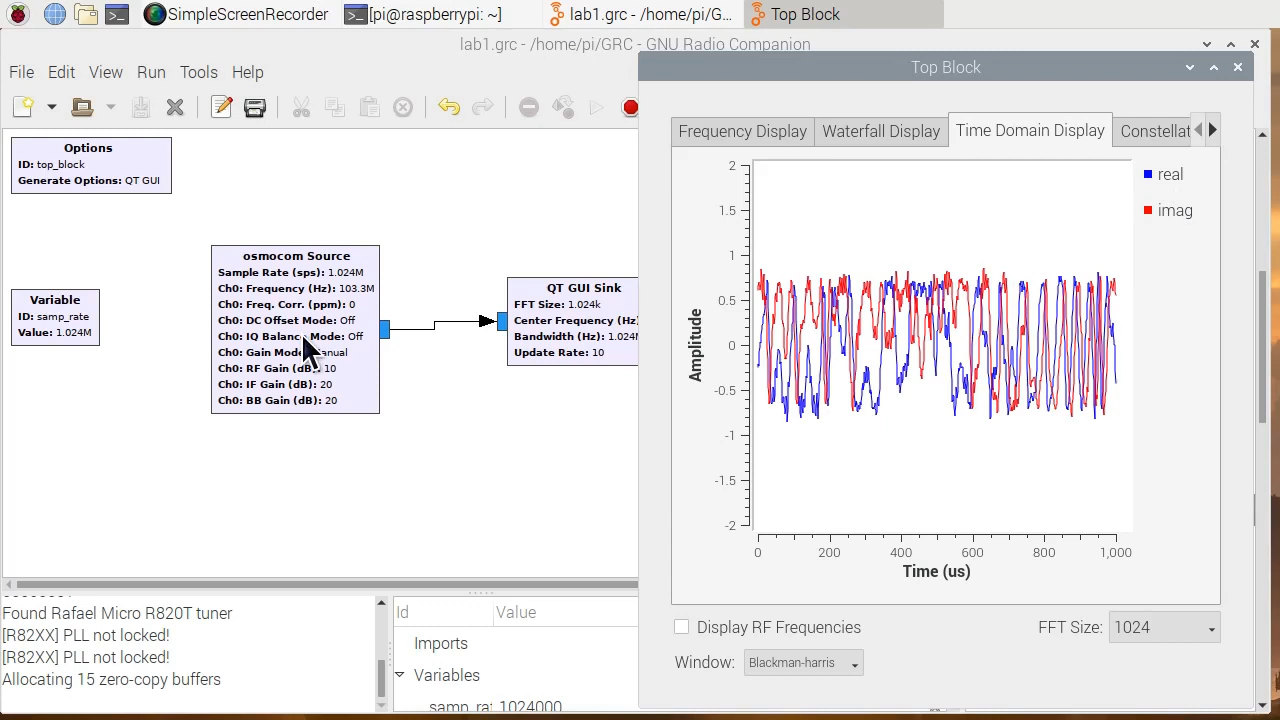 SimpleScreenRecorder
[pi@raspberrypi: ~]
lab1.grc - /home/pi/G...
Top Block
lab1.grc - /home/pi/GRC - GNU Radio Companion
File Edit View Run Tools Help
Options
ID: top_block
Generate Options: QT GUI
Variable
ID: samp_rate
Value: 1.024M
osmocom Source
Sample Rate (sps): 1.024M
Ch0: Frequency (Hz): 103.3M
Ch0: Freq. Corr. (ppm): 0
Ch0: DC Offset Mode: Off
Ch0: IQ Balance Mode: Off
Ch0: Gain Mode: Manual
Ch0: RF Gain (dB): 10
Ch0: IF Gain (dB): 20
Ch0: BB Gain (dB): 20
QT GUI Sink
FFT Size: 1.024k
Center Frequency (Hz)
Bandwidth (Hz): 1.024M
Update Rate: 10
Found Rafael Micro R820T tuner
[R82XX] PLL not locked!
[R82XX] PLL not locked!
Allocating 15 zero-copy buffers
Id Value
Imports
Variables
samp_rat 1024000
Top Block
Frequency Display Waterfall Display Time Domain Display Constellat
2
1.5
1
0.5
0
-0.5
-1
-1.5
-2
Amplitude
0 200 400 600 800 1,000
Time (us)
real
imag
Display RF Frequencies
FFT Size: 1024
Window: Blackman-harris